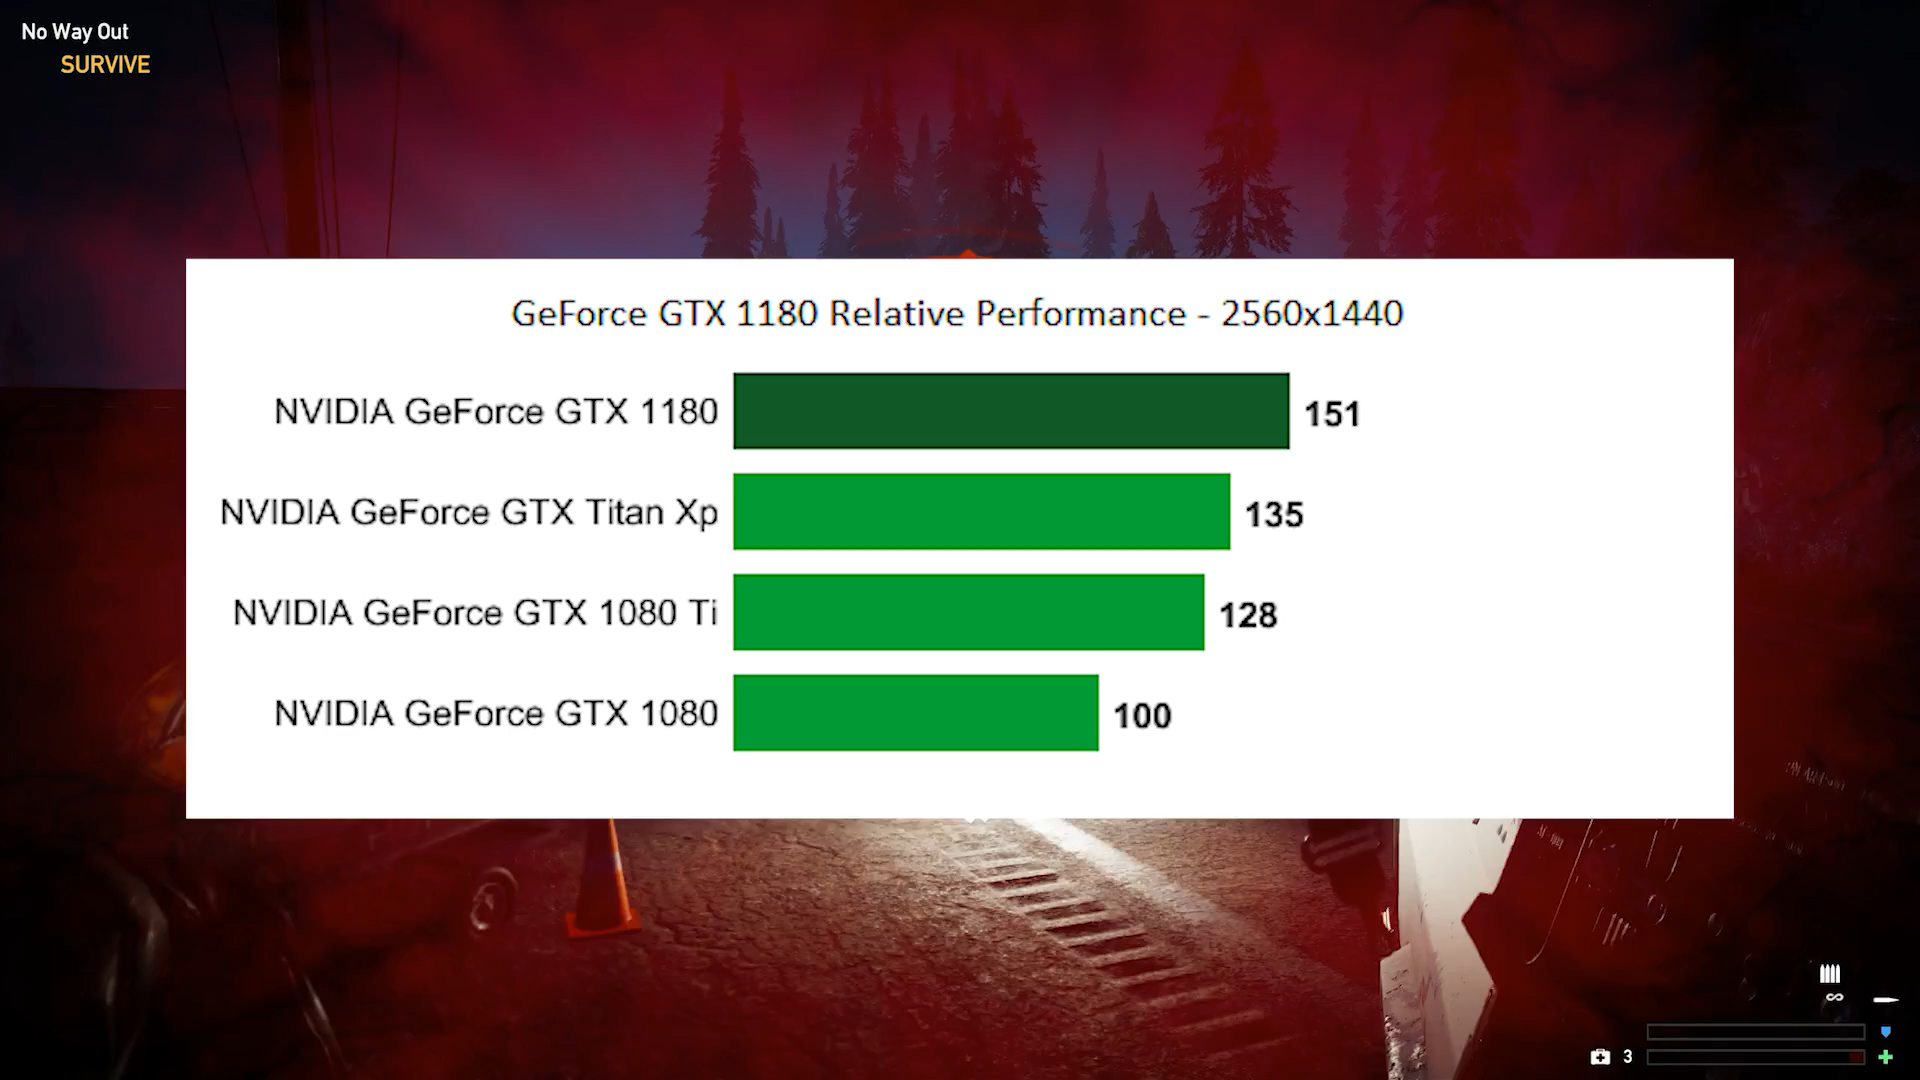 No Way Out
SURVIVE
GeForce GTX 1180 Relative Performance - 2560x1440
NVIDIA GeForce GTX 1180 151
NVIDIA GeForce GTX Titan Xp 135
NVIDIA GeForce GTX 1080 Ti 128
NVIDIA GeForce GTX 1080 100
∞
3